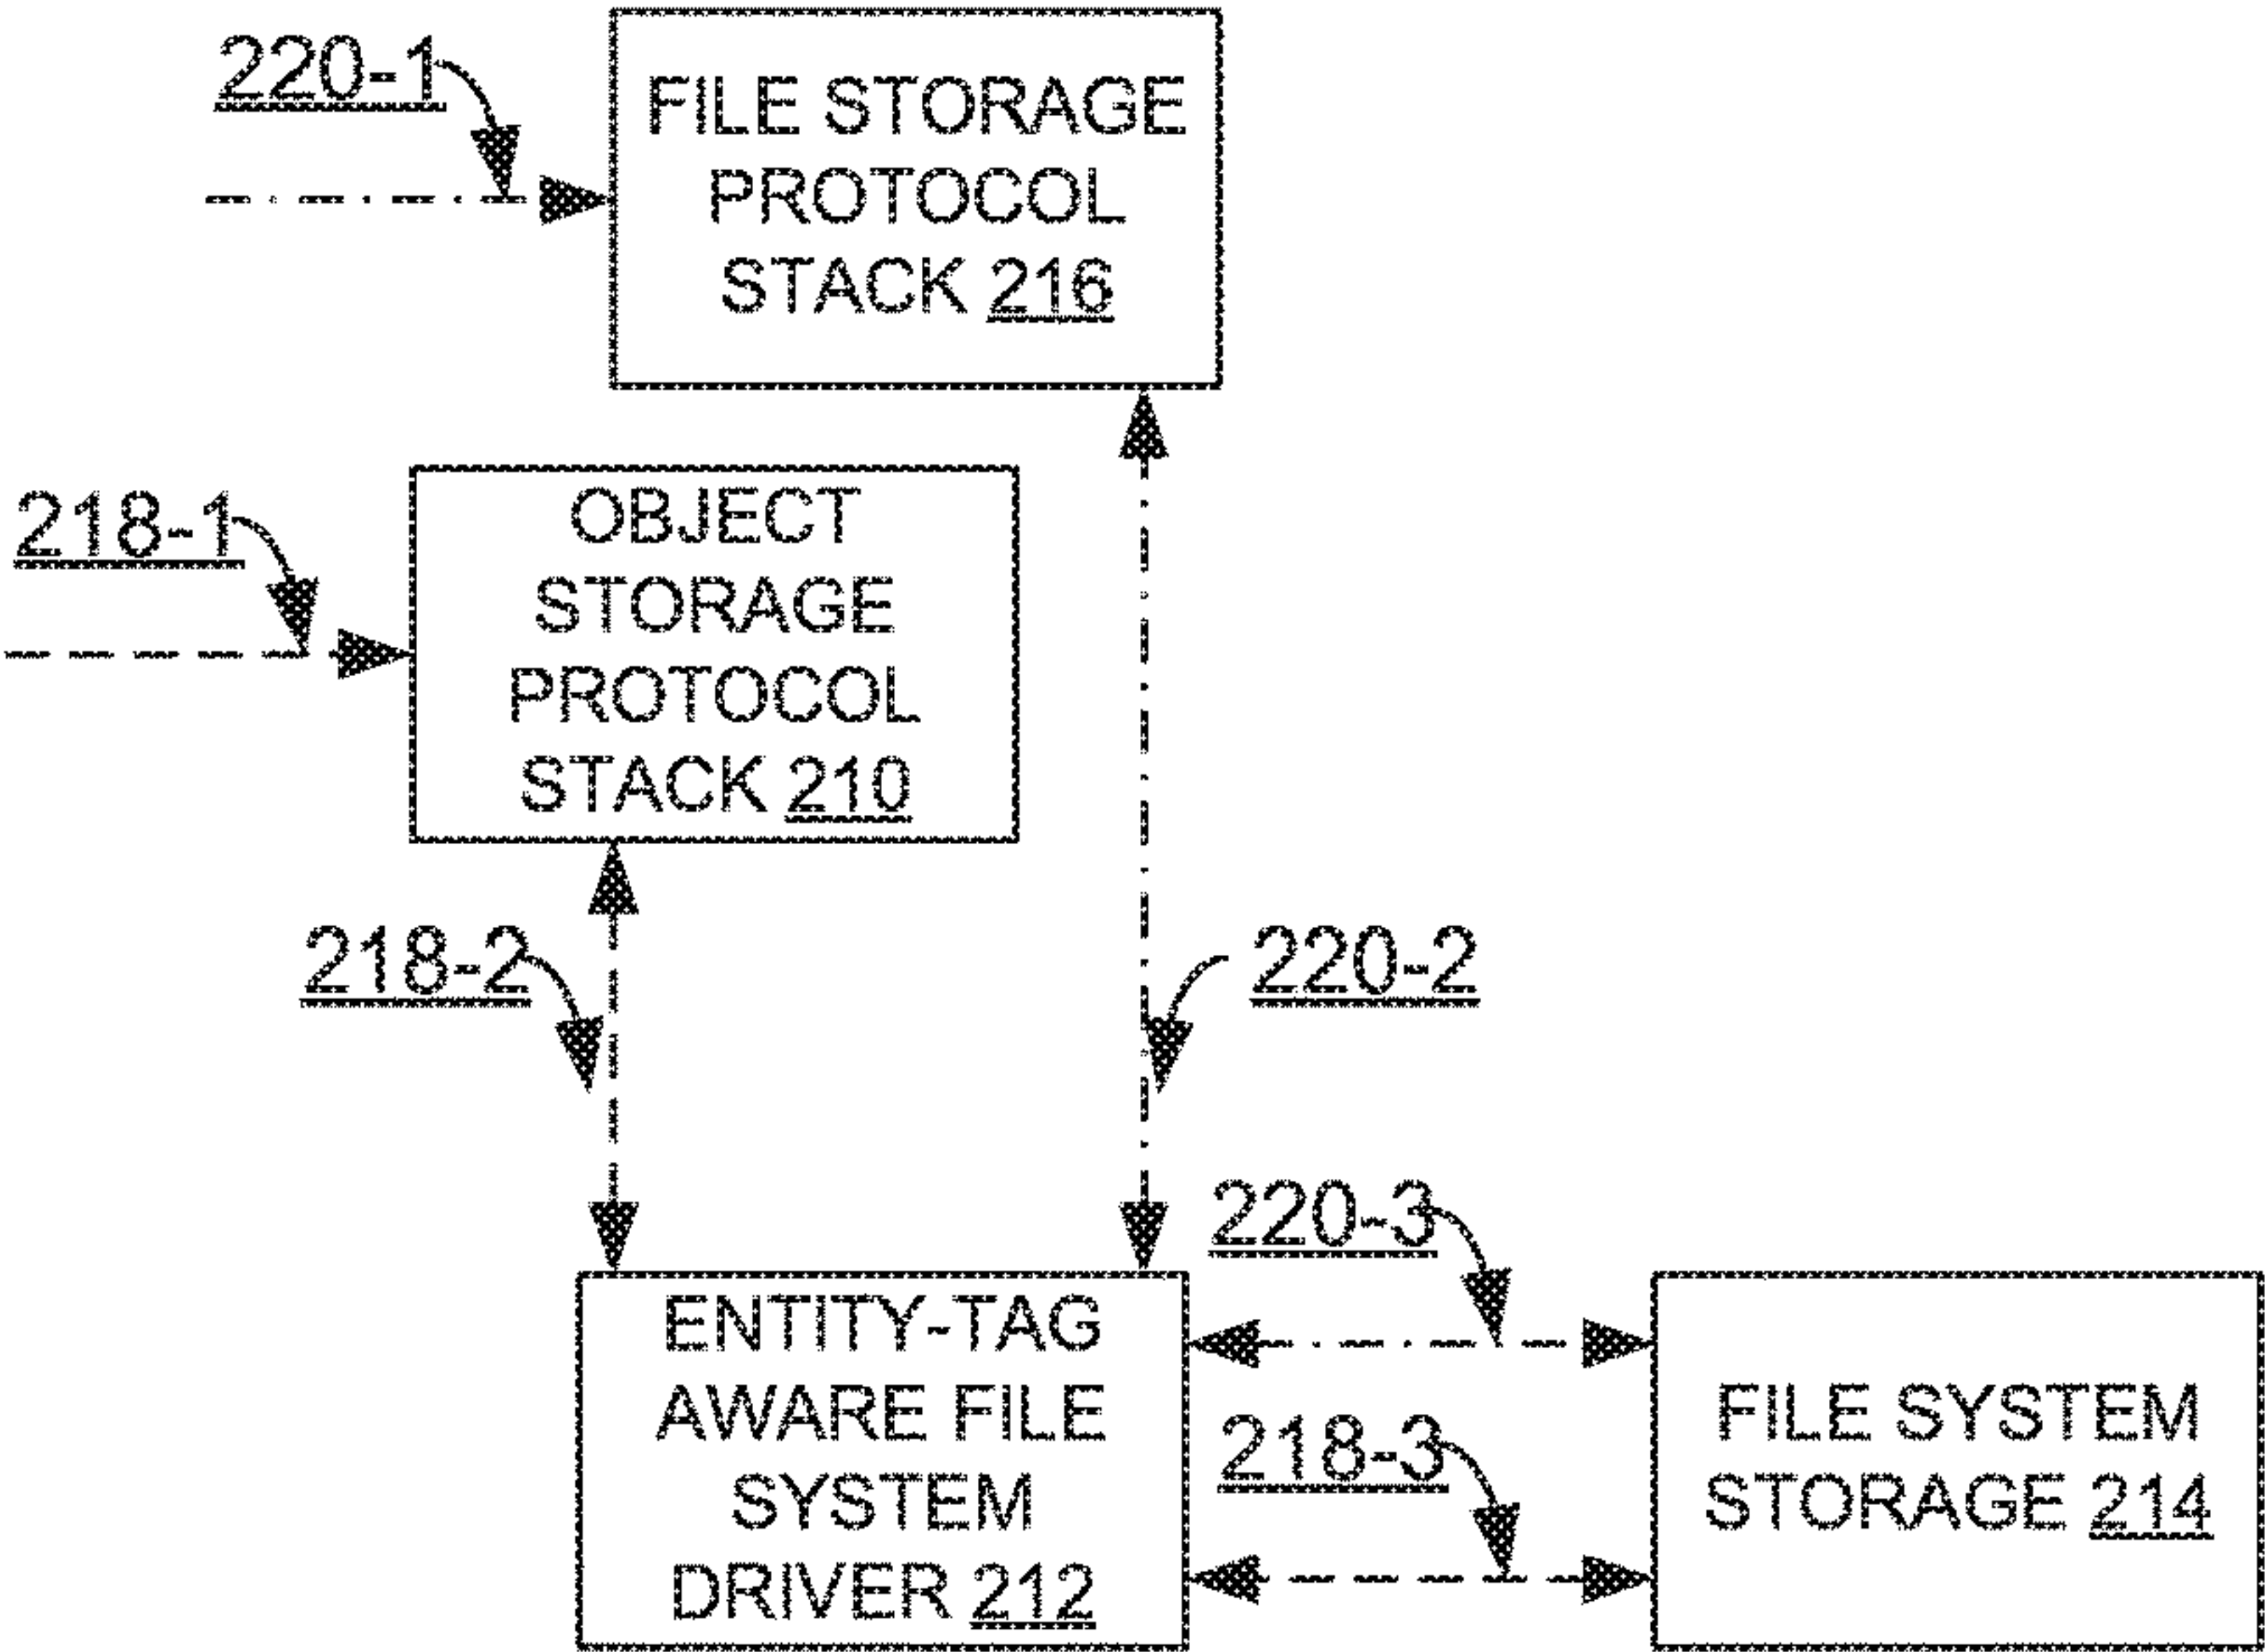 220-1
FILE STORAGE
PROTOCOL
STACK 216
218-1
OBJECT
STORAGE
PROTOCOL
STACK 210
218-2
220-2
220-3
ENTITY-TAG
AWARE FILE
SYSTEM
DRIVER 212
218-3
FILE SYSTEM
STORAGE 214